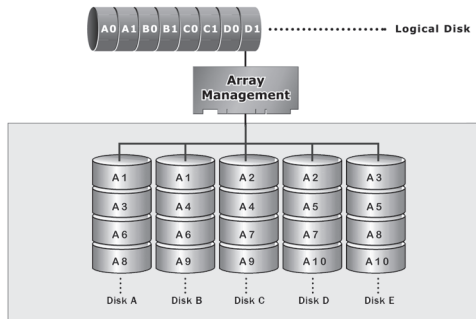 A0 A1 B0 B1 C0 C1 D0 D1 Logical Disk
Array
Management
A1 A1 A2 A2 A3
A3 A4 A4 A5 A5
A6 A6 A7 A7 A8
A8 A9 A9 A10 A10
Disk A Disk B Disk C Disk D Disk E